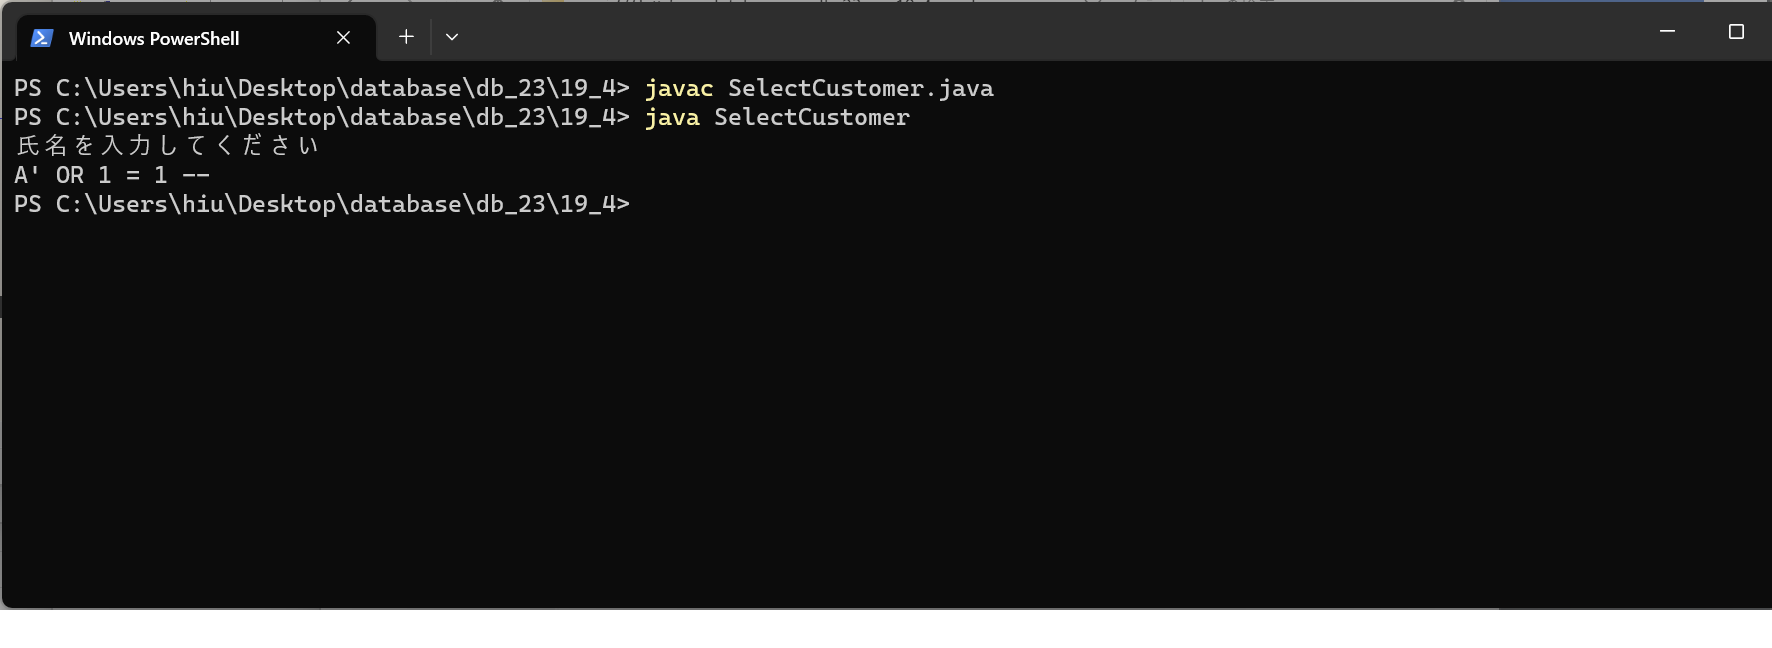 Windows PowerShell
PS C:\Users\hiu\Desktop\database\db_23\19_4> javac SelectCustomer.java
PS C:\Users\hiu\Desktop\database\db_23\19_4> java SelectCustomer
氏名を入力してください
A' OR 1 = 1 --
PS C:\Users\hiu\Desktop\database\db_23\19_4>